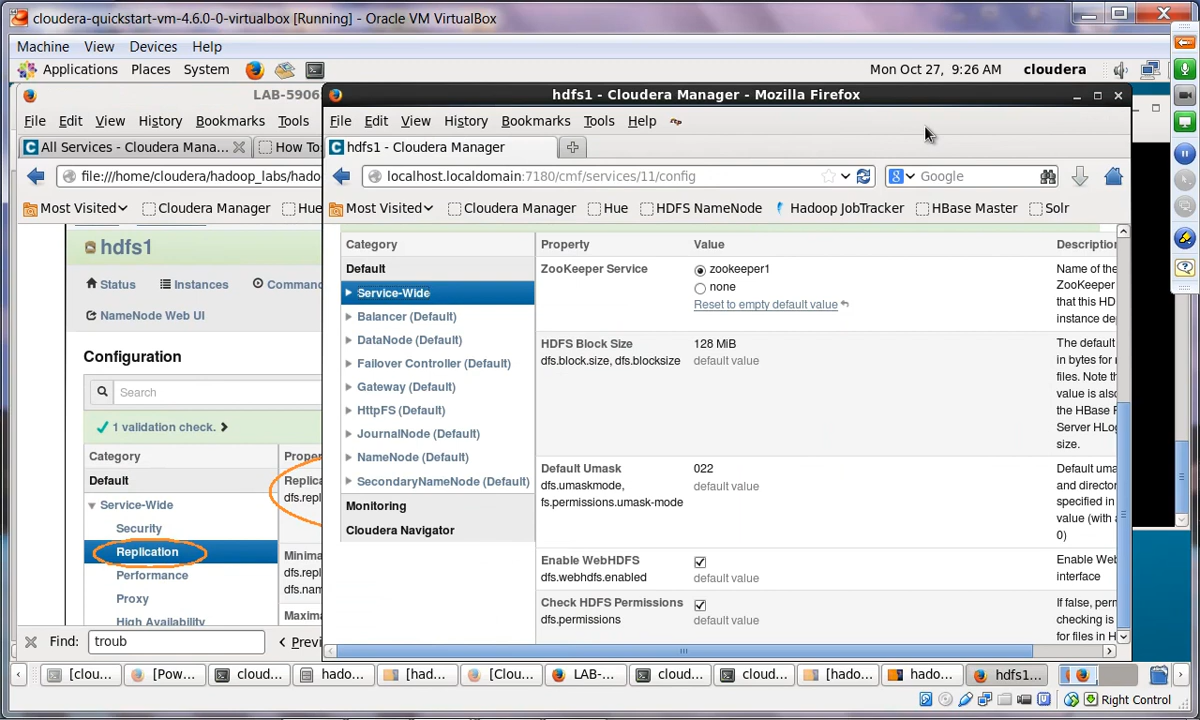 cloudera-quickstart-vm-4.6.0-0-virtualbox [Running] - Oracle VM VirtualBox
Machine View Devices Help
Applications Places System Mon Oct 27, 9:26 AM cloudera
LAB-5906
File Edit View History Bookmarks Tools
All Services - Cloudera Mana... How To
file:///home/cloudera/hadoop_labs/hado
Most Visited Cloudera Manager Hue
hdfs1
Status Instances Comman
NameNode Web UI
Configuration
Search
1 validation check.
Category Proper
Default
Service-Wide
Security
Replication
Performance
Proxy
High Availability
Replica
dfs.repl
Minima
dfs.repl
dfs.nam
Maxima
Find: troub Previ
hdfs1 - Cloudera Manager - Mozilla Firefox
File Edit View History Bookmarks Tools Help
hdfs1 - Cloudera Manager
localhost.localdomain:7180/cmf/services/11/config Google
Most Visited Cloudera Manager Hue HDFS NameNode Hadoop JobTracker HBase Master Solr
Category Property Value Description
Default
Service-Wide
Balancer (Default)
DataNode (Default)
Failover Controller (Default)
Gateway (Default)
HttpFS (Default)
JournalNode (Default)
NameNode (Default)
SecondaryNameNode (Default)
Monitoring
Cloudera Navigator
ZooKeeper Service zookeeper1
none
Reset to empty default value
Name of the
ZooKeeper
that this HD
instance de
HDFS Block Size 128 MiB
dfs.block.size, dfs.blocksize default value
The default
in bytes for
files. Note th
value is also
the HBase
Server HLog
size.
Default Umask 022
dfs.umaskmode, default value
fs.permissions.umask-mode
Default uma
and director
specified in
value (with a
0)
Enable WebHDFS
dfs.webhdfs.enabled default value
Enable Web
interface
Check HDFS Permissions
dfs.permissions default value
If false, perm
checking is
for files in H
[clou... [Pow... cloud... hado... [had... [Clou... LAB-... cloud... cloud... [hado... hado... hdfs1...
Right Control